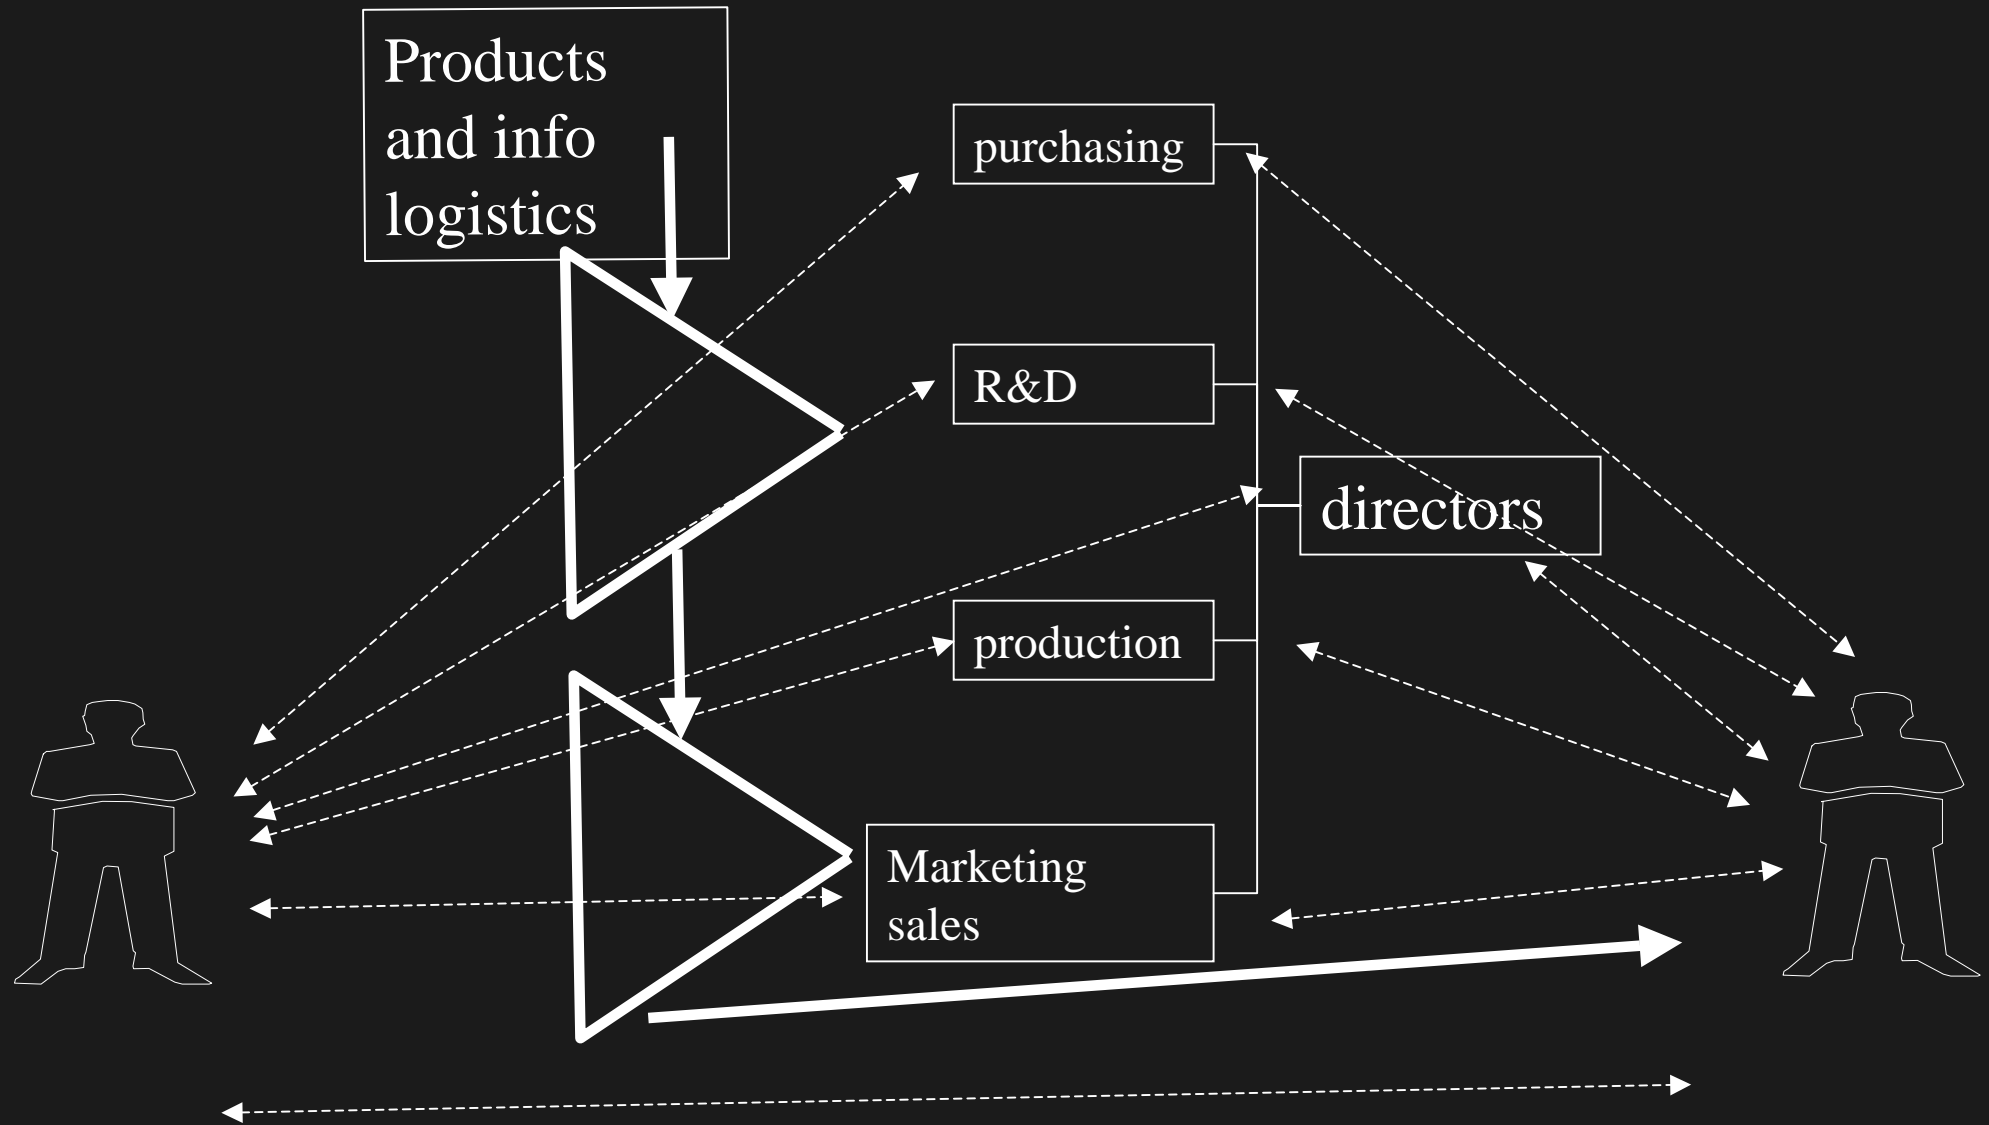 Products
and info
logistics
purchasing
R&D
directors
production
Marketing
sales